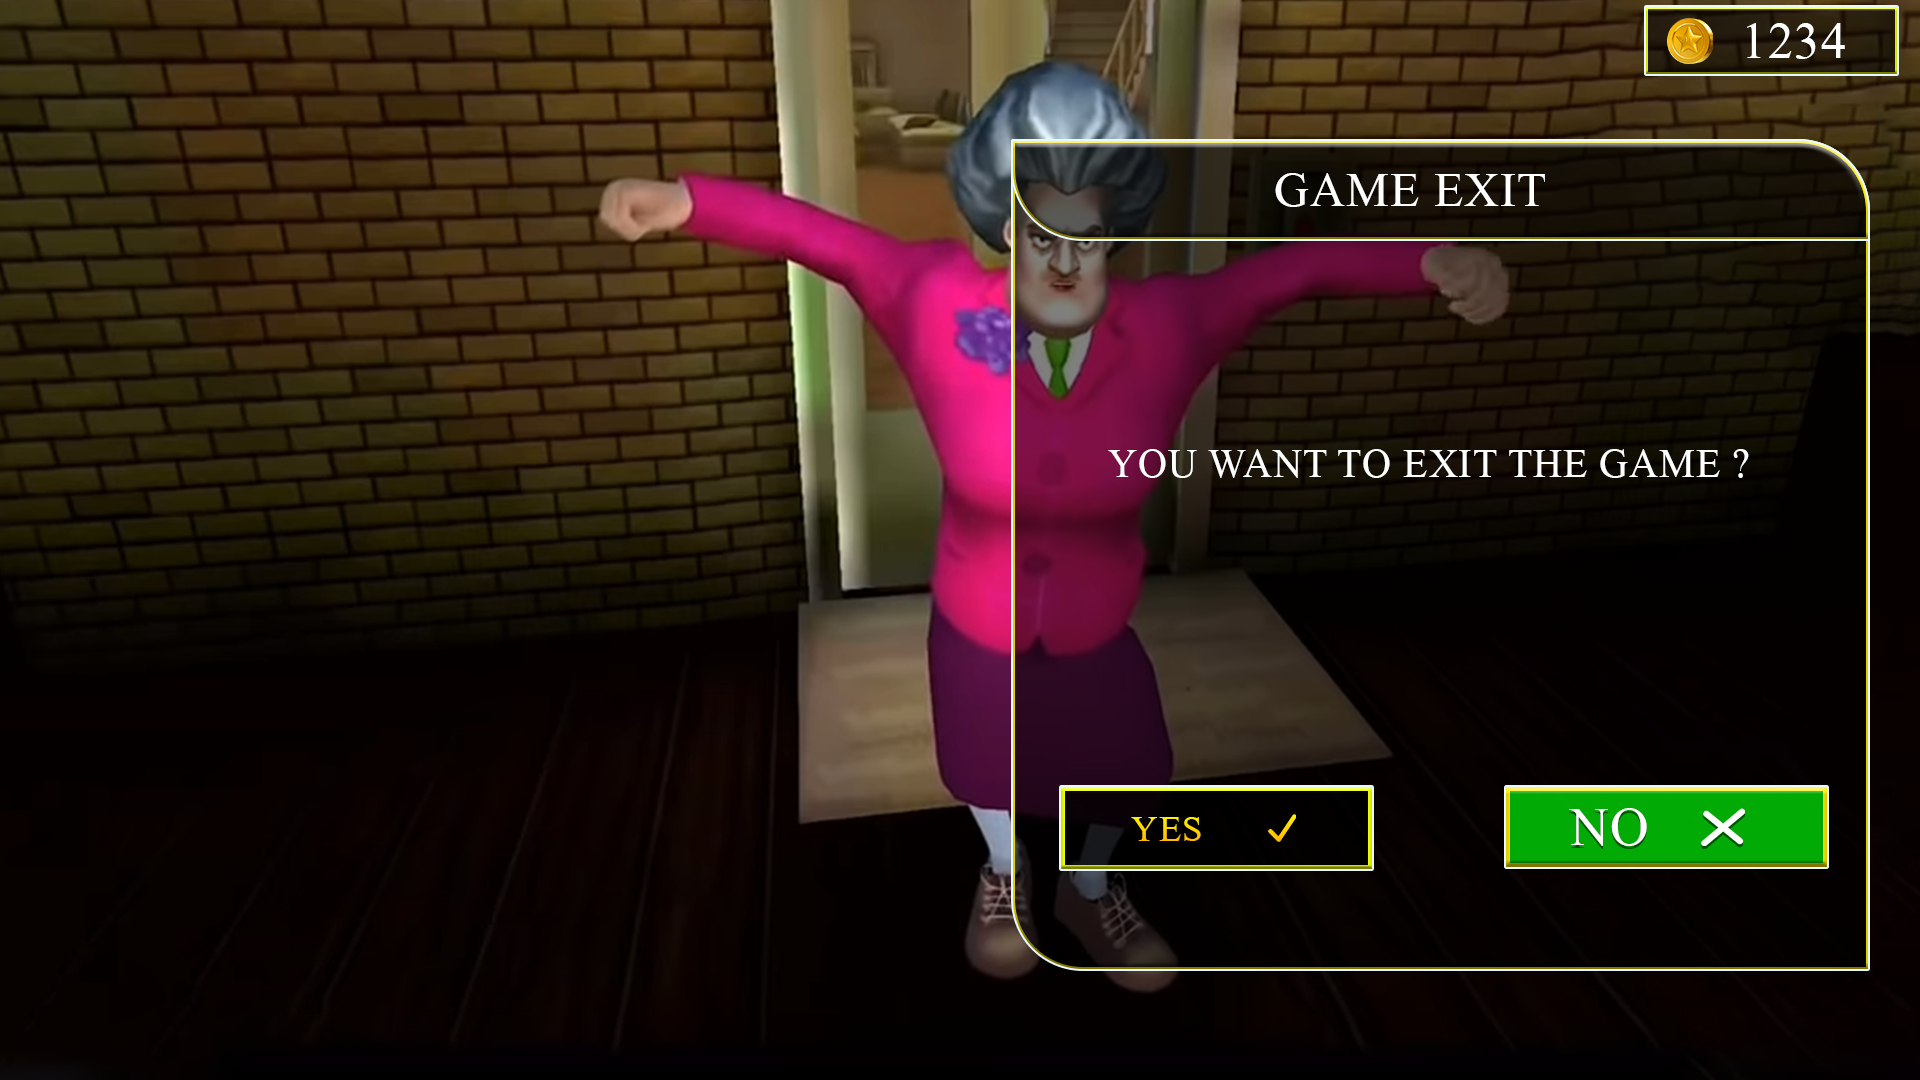 1234
GAME EXIT
YOU WANT TO EXIT THE GAME ?
YES
NO